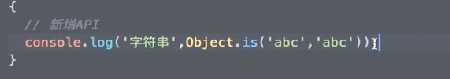 {
// 新增API
console.log('字符串',Object.is('abc','abc'));
}